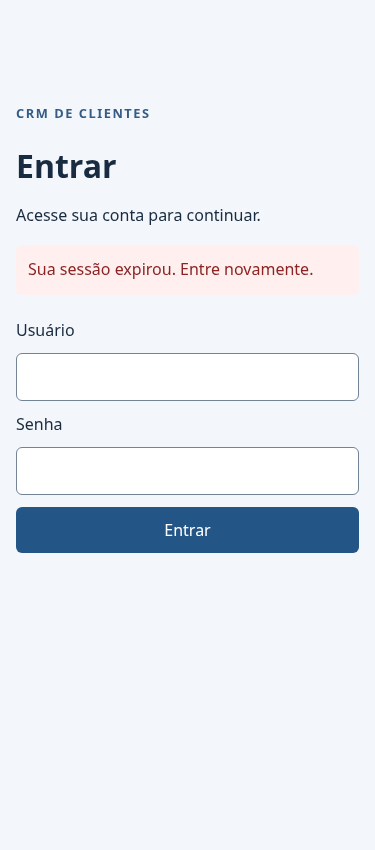 CRM DE CLIENTES
Entrar
Acesse sua conta para continuar.
Sua sessão expirou. Entre novamente.
Usuário
Senha
Entrar